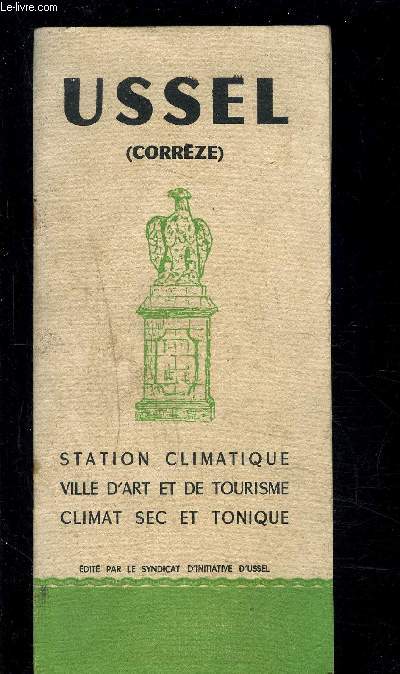 Le-livre.com
USSEL
(CORRÈZE)
STATION CLIMATIQUE
VILLE D'ART ET DE TOURISME
CLIMAT SEC ET TONIQUE
ÉDITÉ PAR LE SYNDICAT D'INITIATIVE D'USSEL